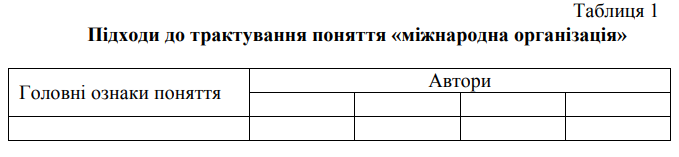 Таблиця 1
Підходи до трактування поняття «міжнародна організація»
Головні ознаки поняття
Автори